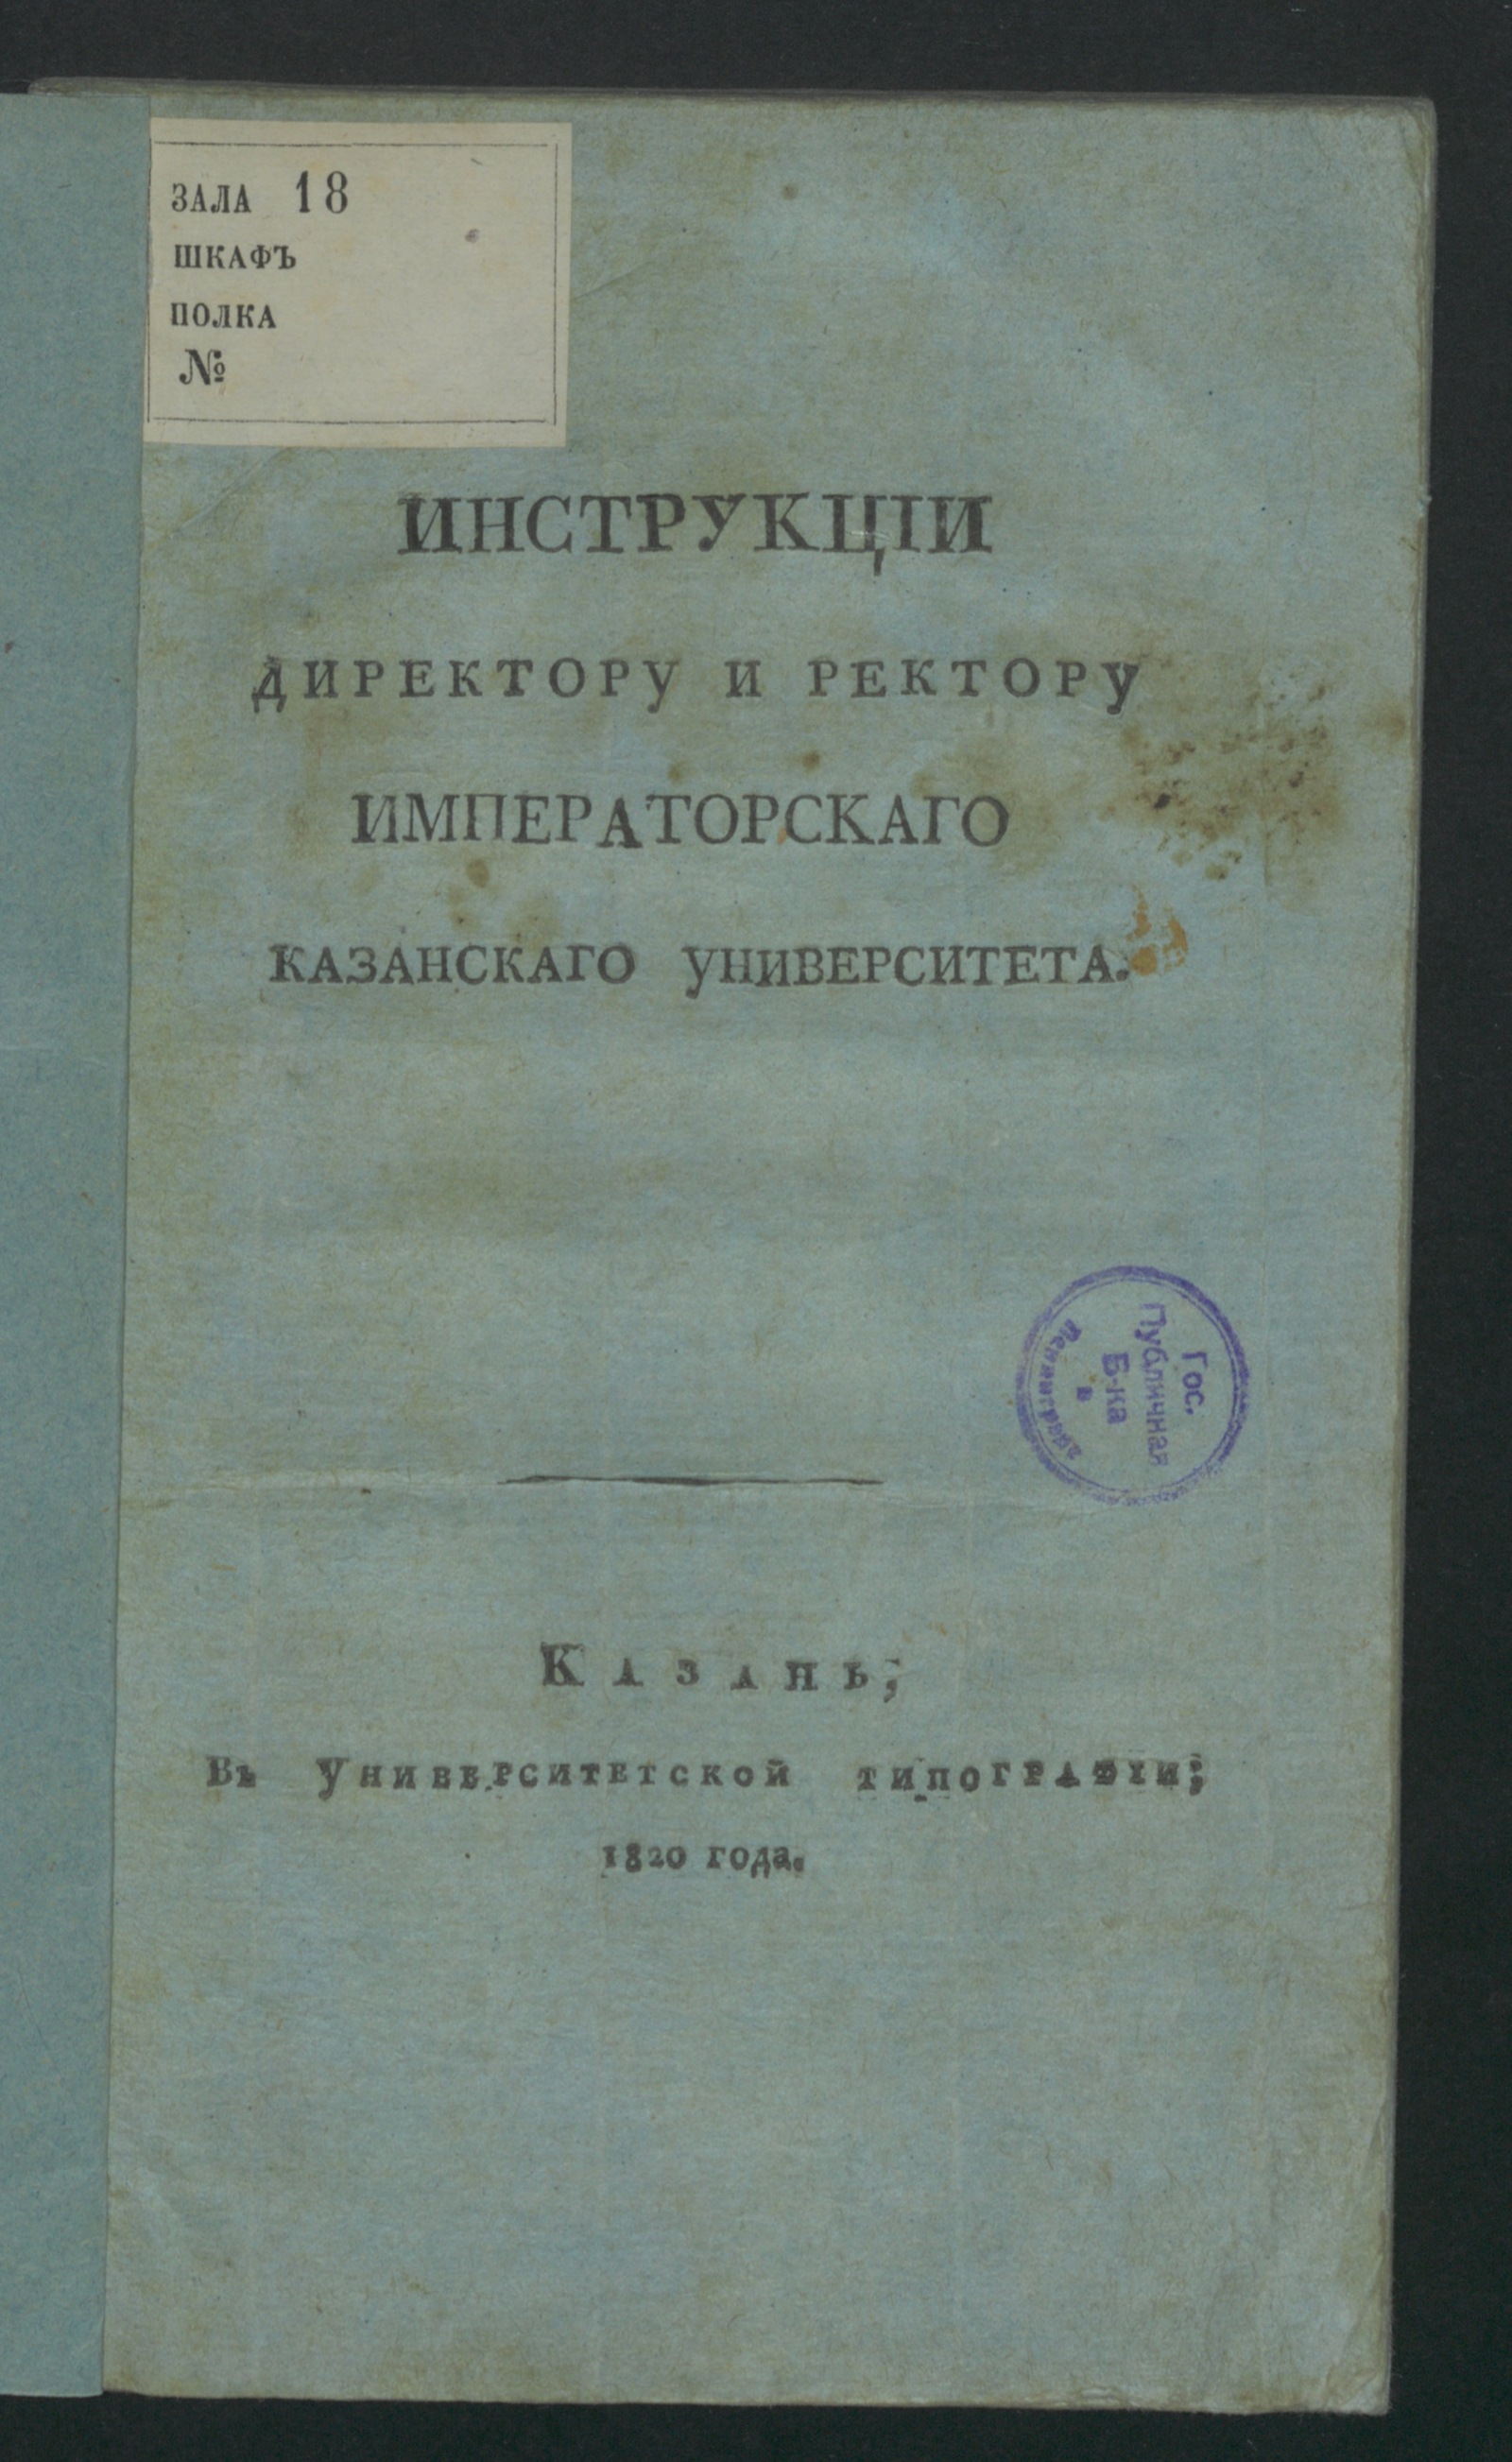 ЗАЛА 18
ШКАФЪ
ПОЛКА
№
ИНСТРУКЦІИ
ДИРЕКТОРУ И РЕКТОРУ
ИМПЕРАТОРСКАГО
КАЗАНСКАГО УНИВЕРСИТЕТА.
Гос.
Публичная
Б-ка
в
Ленинграде
Казань;
Въ Университетской типографіи;
1820 года.